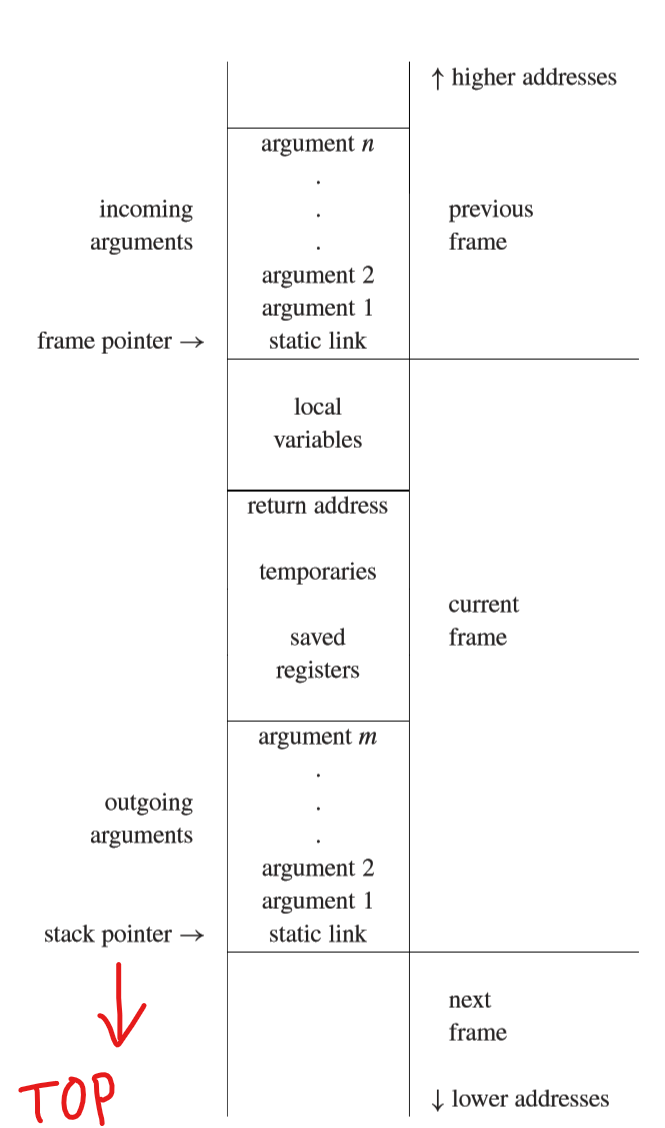 ↑ higher addresses
argument n
.
incoming . previous
arguments . frame
argument 2
argument 1
frame pointer → static link
local
variables
return address
temporaries
current
saved frame
registers
argument m
.
outgoing .
arguments .
argument 2
argument 1
stack pointer → static link
next
frame
TOP ↓ lower addresses